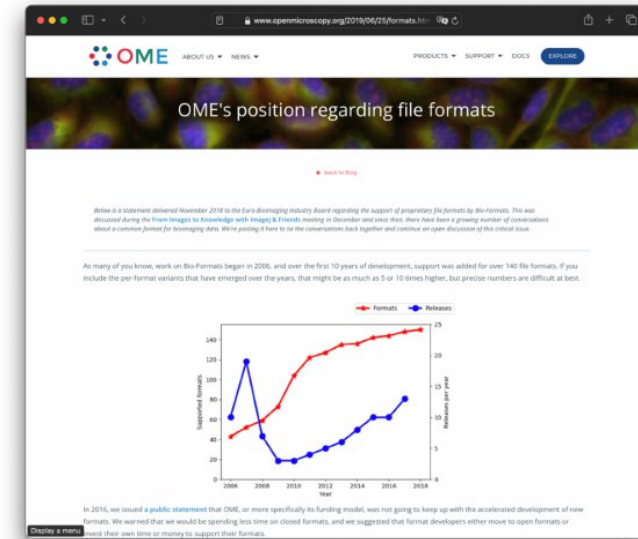 www.openmicroscopy.org/2019/06/25/formats.htm
OME
ABOUT US
NEWS
PRODUCTS
SUPPORT
DOCS
EXPLORE
OME's position regarding file formats
back to Blog
Below is a statement delivered November 2018 to the Euro-BioImaging Industry Board regarding the support of proprietary file formats by Bio-Formats. This was
discussed during the From Images to Knowledge with ImageJ & Friends meeting in December and since then, there have been a growing number of conversations
about a common format for bioimaging data. We're posting it here to tie the conversations back together and continue an open discussion of this critical issue.
As many of you know, work on Bio-Formats began in 2006, and over the first 10 years of development, support was added for over 140 file formats. If you
include the per-format variants that have emerged over the years, that might be as much as 5 or 10 times higher, but precise numbers are difficult at best.
Formats
Releases
Supported formats
140
120
100
80
60
40
20
0
25
20
15
10
5
0
Releases per year
2006
2008
2010
2012
2014
2016
2018
Year
In 2016, we issued a public statement that OME, or more specifically its funding model, was not going to keep up with the accelerated development of new
formats. We warned that we would be spending less time on closed formats, and we suggested that format developers either move to open formats or
invest their own time or money to support their formats.
Display a menu